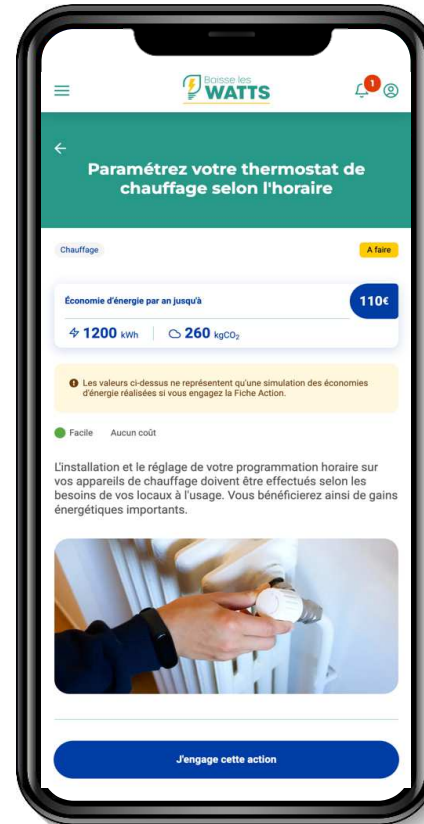 Boisse les
WATTS
1
Paramétrez votre thermostat de
chauffage selon l'horaire
Chauffage
A faire
Économie d'énergie par an jusqu'à
110€
1200 kWh
260 kgCO₂
Les valeurs ci-dessus ne représentent qu'une simulation des économies
d'énergie réalisées si vous engagez la Fiche Action.
Facile Aucun coût
L'installation et le réglage de votre programmation horaire sur
vos appareils de chauffage doivent être effectués selon les
besoins de vos locaux à l'usage. Vous bénéficierez ainsi de gains
énergétiques importants.
J'engage cette action